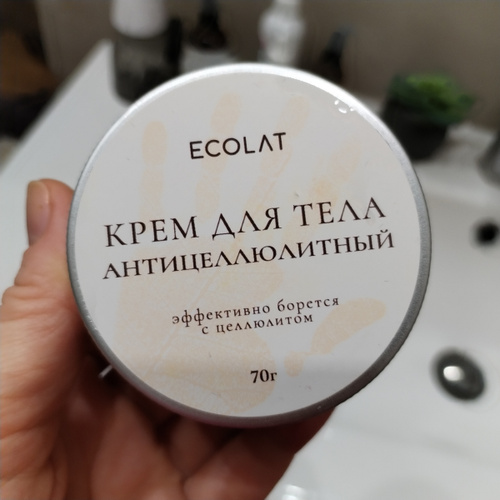 ECOLAT
КРЕМ ДЛЯ ТЕЛА
АНТИЦЕЛЛЮЛИТНЫЙ
эффективно борется
с целлюлитом
70г